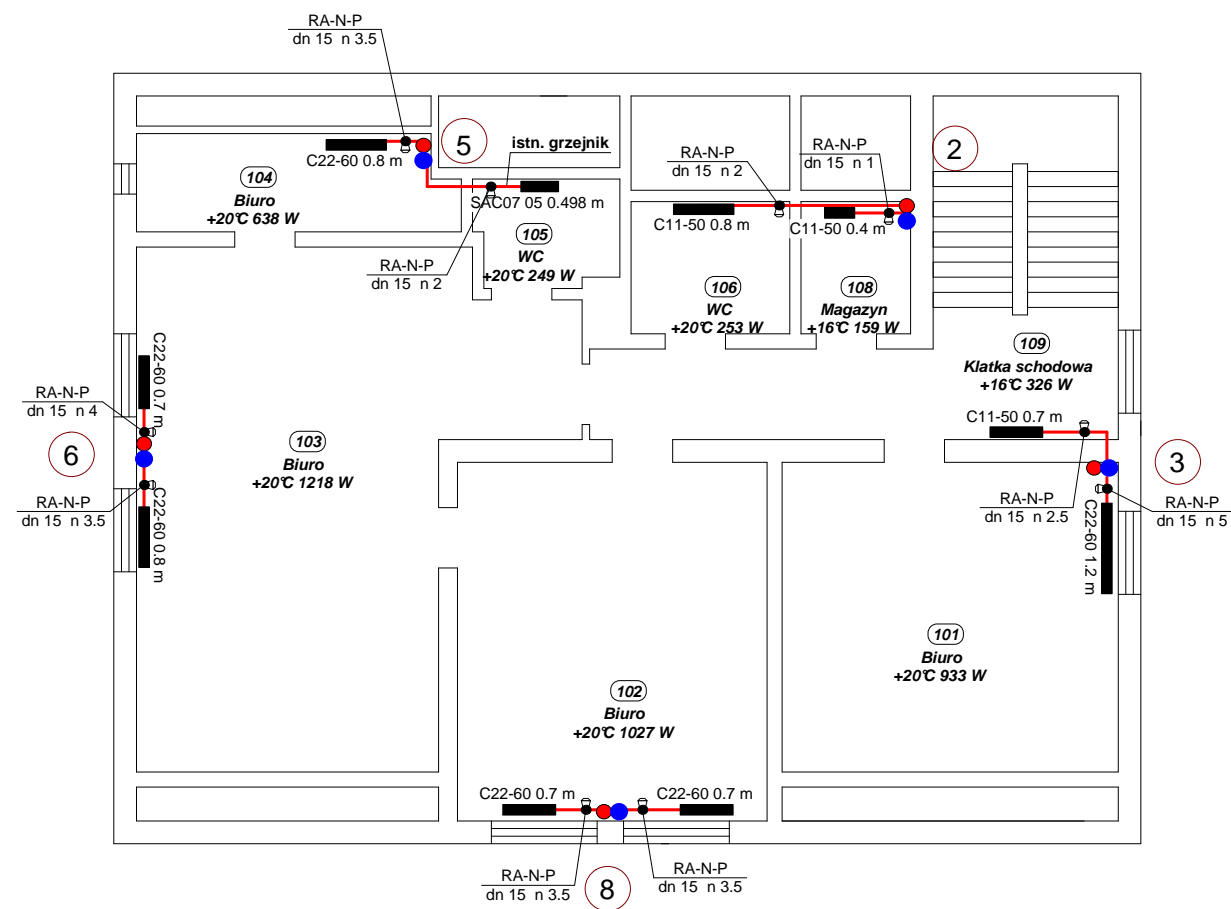 RA-N-P
dn 15 n 3.5
5
istn. grzejnik
C22-60 0.8 m
104
Biuro
+20°C 638 W
RA-N-P
dn 15 n 2
RA-N-P
dn 15 n 1
2
SAC07 05 0.498 m
105
WC
+20°C 249 W
RA-N-P
dn 15 n 2
C11-50 0.8 m
C11-50 0.4 m
106
WC
+20°C 253 W
108
Magazyn
+16°C 159 W
109
Klatka schodowa
+16°C 326 W
C22-60 0.7 m
RA-N-P
dn 15 n 4
6
RA-N-P
dn 15 n 3.5
C22-60 0.8 m
103
Biuro
+20°C 1218 W
C11-50 0.7 m
3
RA-N-P
dn 15 n 2.5
RA-N-P
dn 15 n 5
C22-60 1.2 m
101
Biuro
+20°C 933 W
102
Biuro
+20°C 1027 W
C22-60 0.7 m
C22-60 0.7 m
RA-N-P
dn 15 n 3.5
8
RA-N-P
dn 15 n 3.5